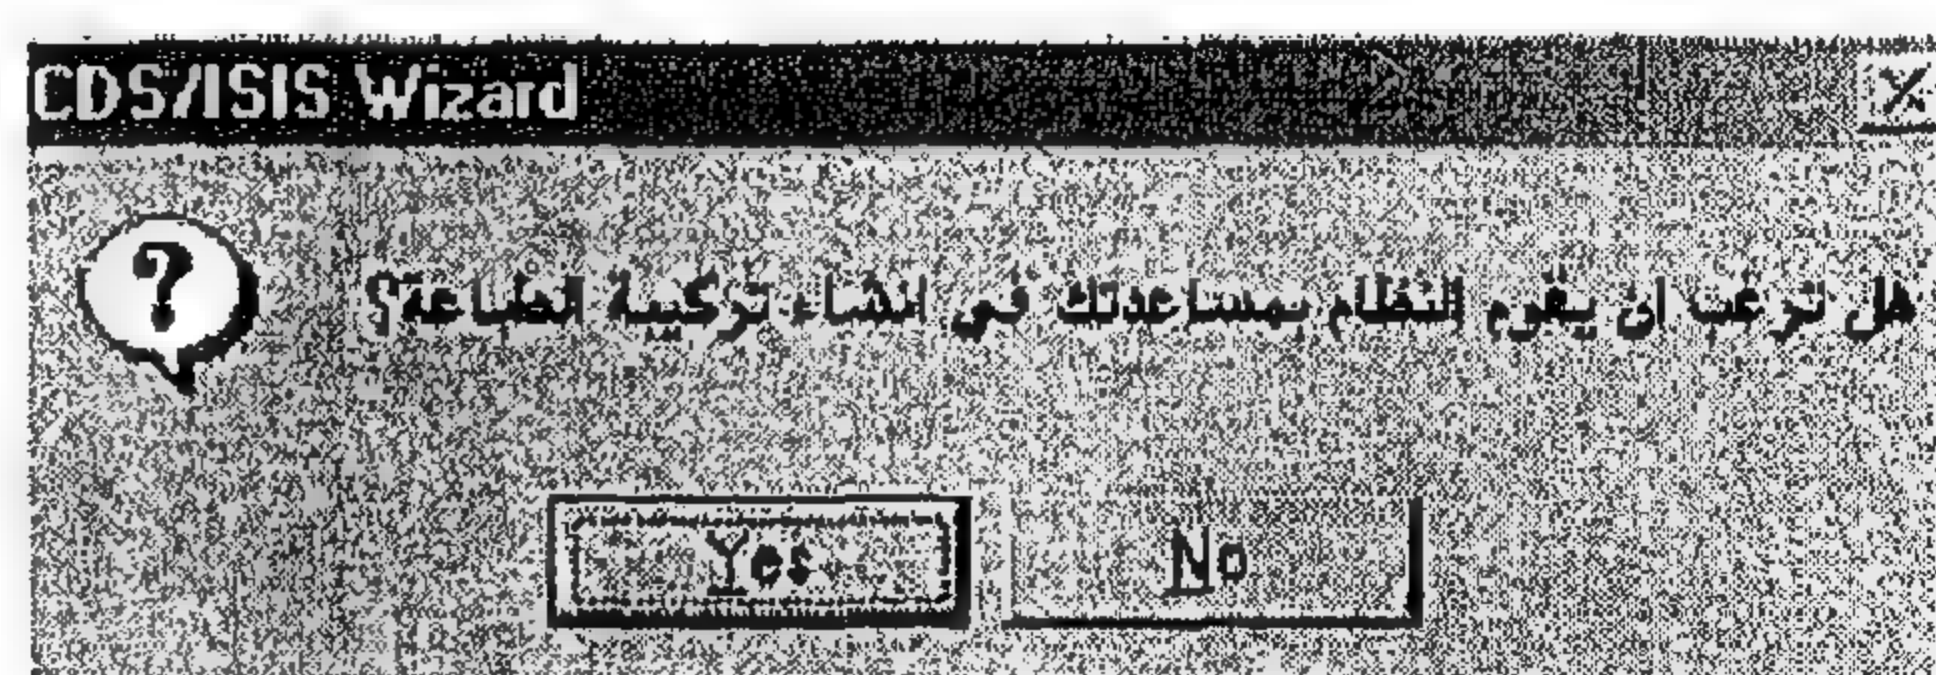 CDS/ISIS Wizard
هل ترغب ان يقوم النظام بمساعدتك في انشاء تركيبة الطباعة؟
Yes No